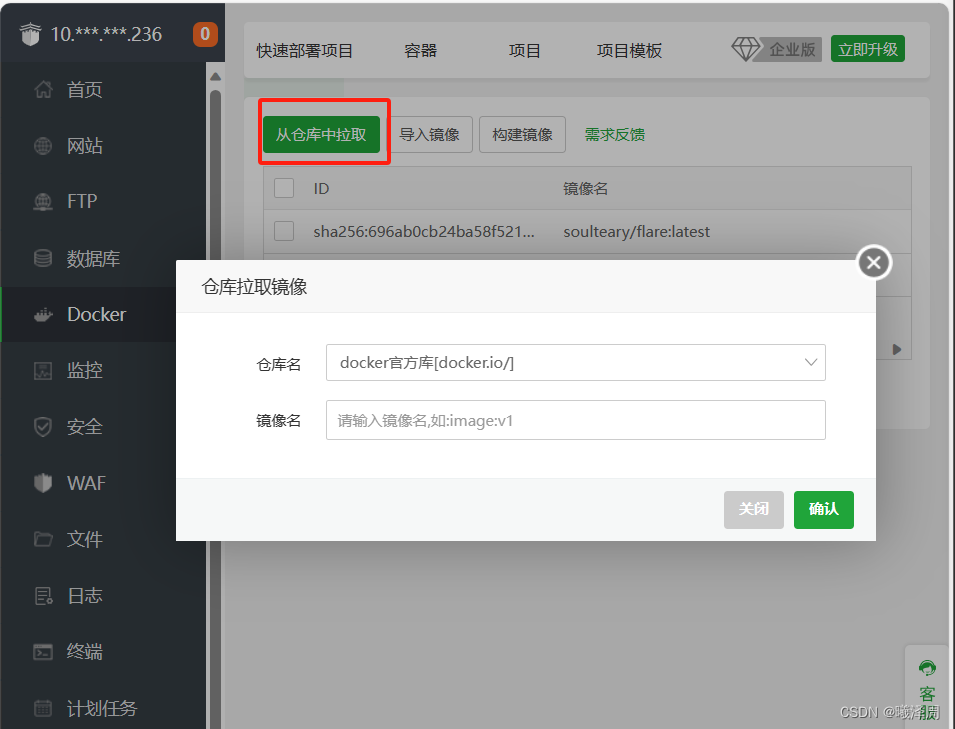 10.***.***.236
0
首页
网站
FTP
数据库
Docker
监控
安全
WAF
文件
日志
终端
计划任务
快速部署项目
容器
项目
项目模板
企业版
立即升级
从仓库中拉取
导入镜像
构建镜像
需求反馈
ID
镜像名
sha256:696ab0cb24ba58f521...
soulteary/flare:latest
仓库拉取镜像
仓库名
docker官方库[docker.io/]
镜像名
请输入镜像名,如:image:v1
关闭
确认
客
服
CSDN @曦泽周